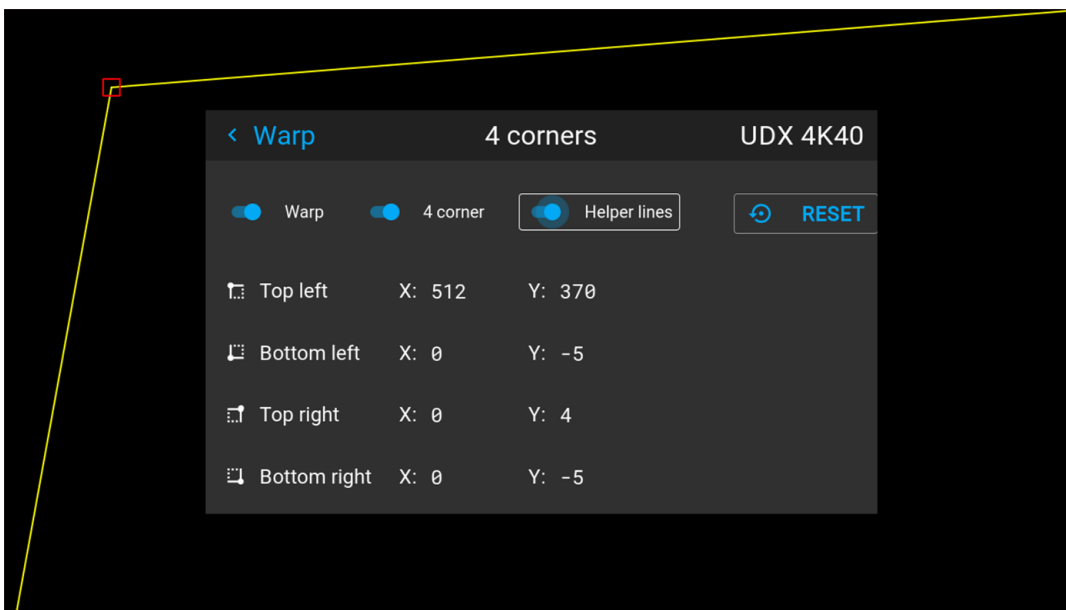 Warp 4 corners UDX 4K40
Warp 4 corner Helper lines RESET
Top left X: 512 Y: 370
Bottom left X: 0 Y: -5
Top right X: 0 Y: 4
Bottom right X: 0 Y: -5